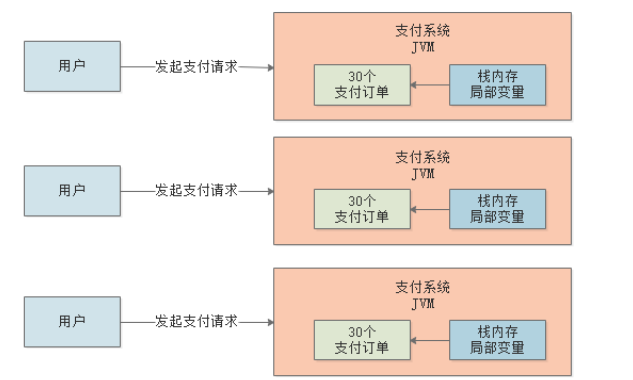 支付系统
JVM
用户
发起支付请求
30个
支付订单
栈内存
局部变量
支付系统
JVM
用户
发起支付请求
30个
支付订单
栈内存
局部变量
支付系统
JVM
用户
发起支付请求
30个
支付订单
栈内存
局部变量